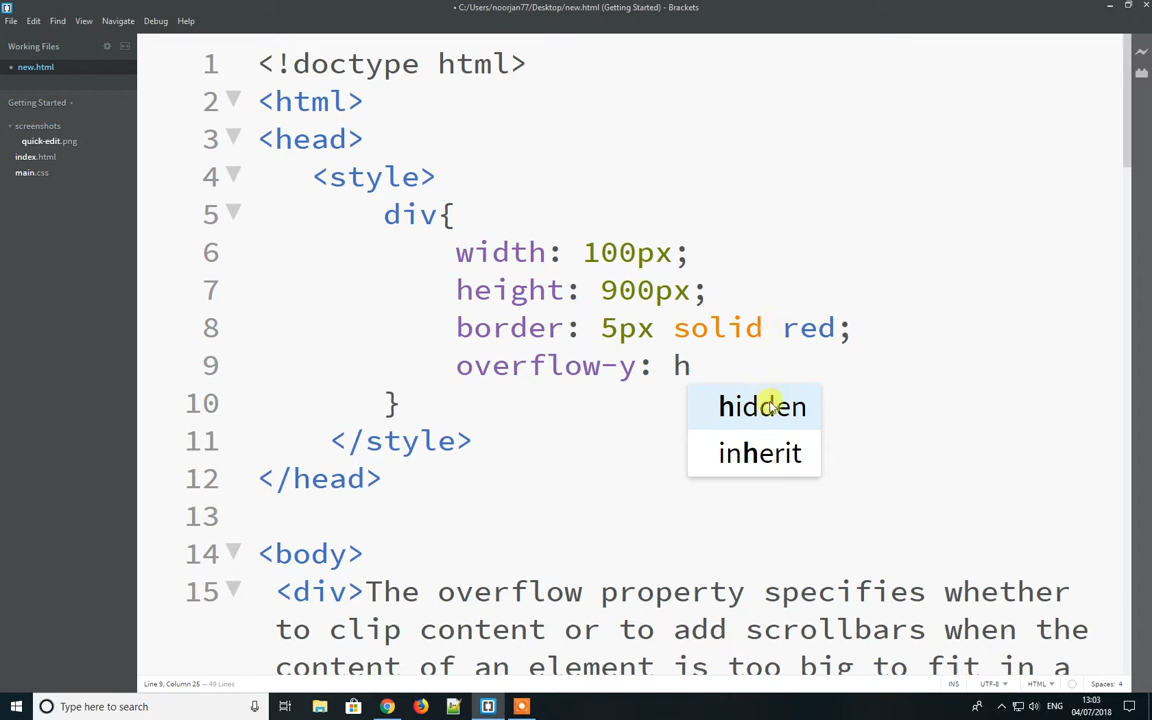 • C:/Users/noorjan77/Desktop/new.html (Getting Started) - Brackets
File Edit Find View Navigate Debug Help
Working Files
new.html
Getting Started
screenshots
quick-edit.png
index.html
main.css
1 <!doctype html>
2 <html>
3 <head>
4 <style>
5 div{
6 width: 100px;
7 height: 900px;
8 border: 5px solid red;
9 overflow-y: h
hidden
10 }
inherit
11 </style>
12 </head>
13
14 <body>
15 <div>The overflow property specifies whether
to clip content or to add scrollbars when the
content of an element is too big to fit in a
Line 9, Column 25 — 49 Lines
INS UTF-8 HTML Spaces: 4
Type here to search
ENG
13:03
04/07/2018